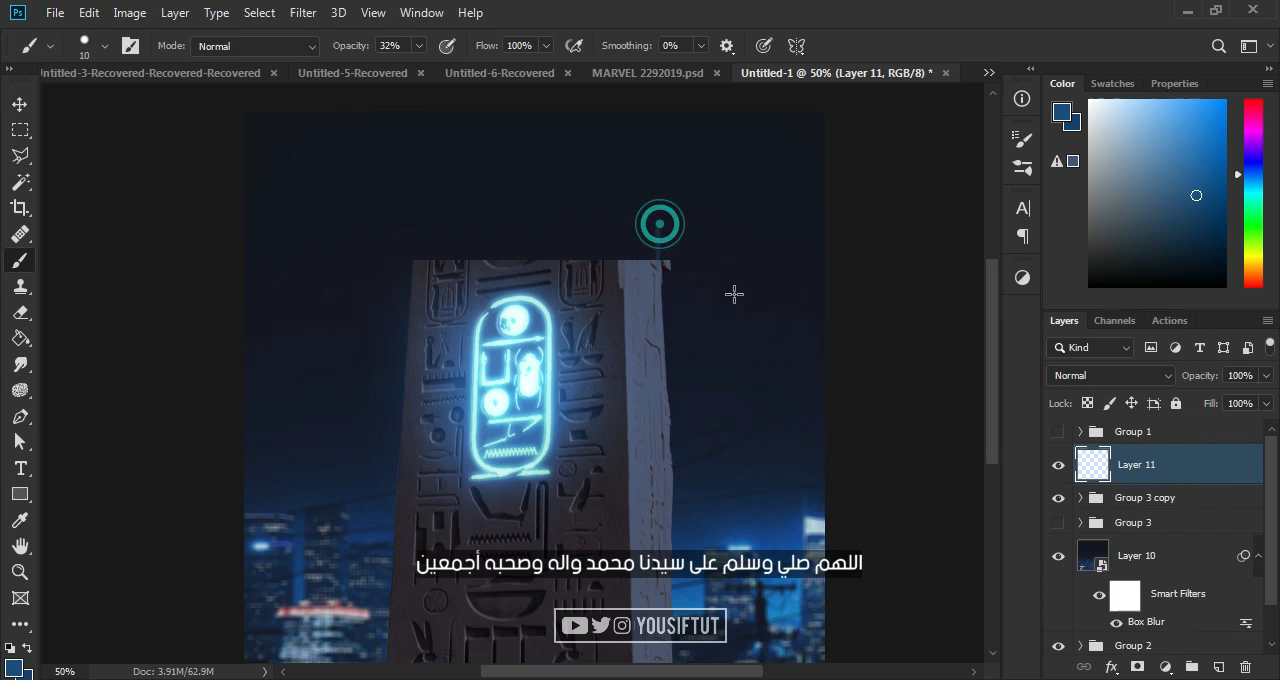 Ps File Edit Image Layer Type Select Filter 3D View Window Help
10 Mode: Normal Opacity: 32% Flow: 100% Smoothing: 0%
Intitled-3-Recovered-Recovered-Recovered × Untitled-5-Recovered × Untitled-6-Recovered × MARVEL 2292019.psd × Untitled-1 @ 50% (Layer 11, RGB/8) * ×
Color Swatches Properties
Layers Channels Actions
Kind
Normal Opacity: 100%
Lock: Fill: 100%
Group 1
Layer 11
Group 3 copy
Group 3
Layer 10
Smart Filters
Box Blur
Group 2
اللهم صلي وسلم على سيدنا محمد واله وصحبه أجمعين
YOUSIFTUT
50% Doc: 3.91M/62.9M